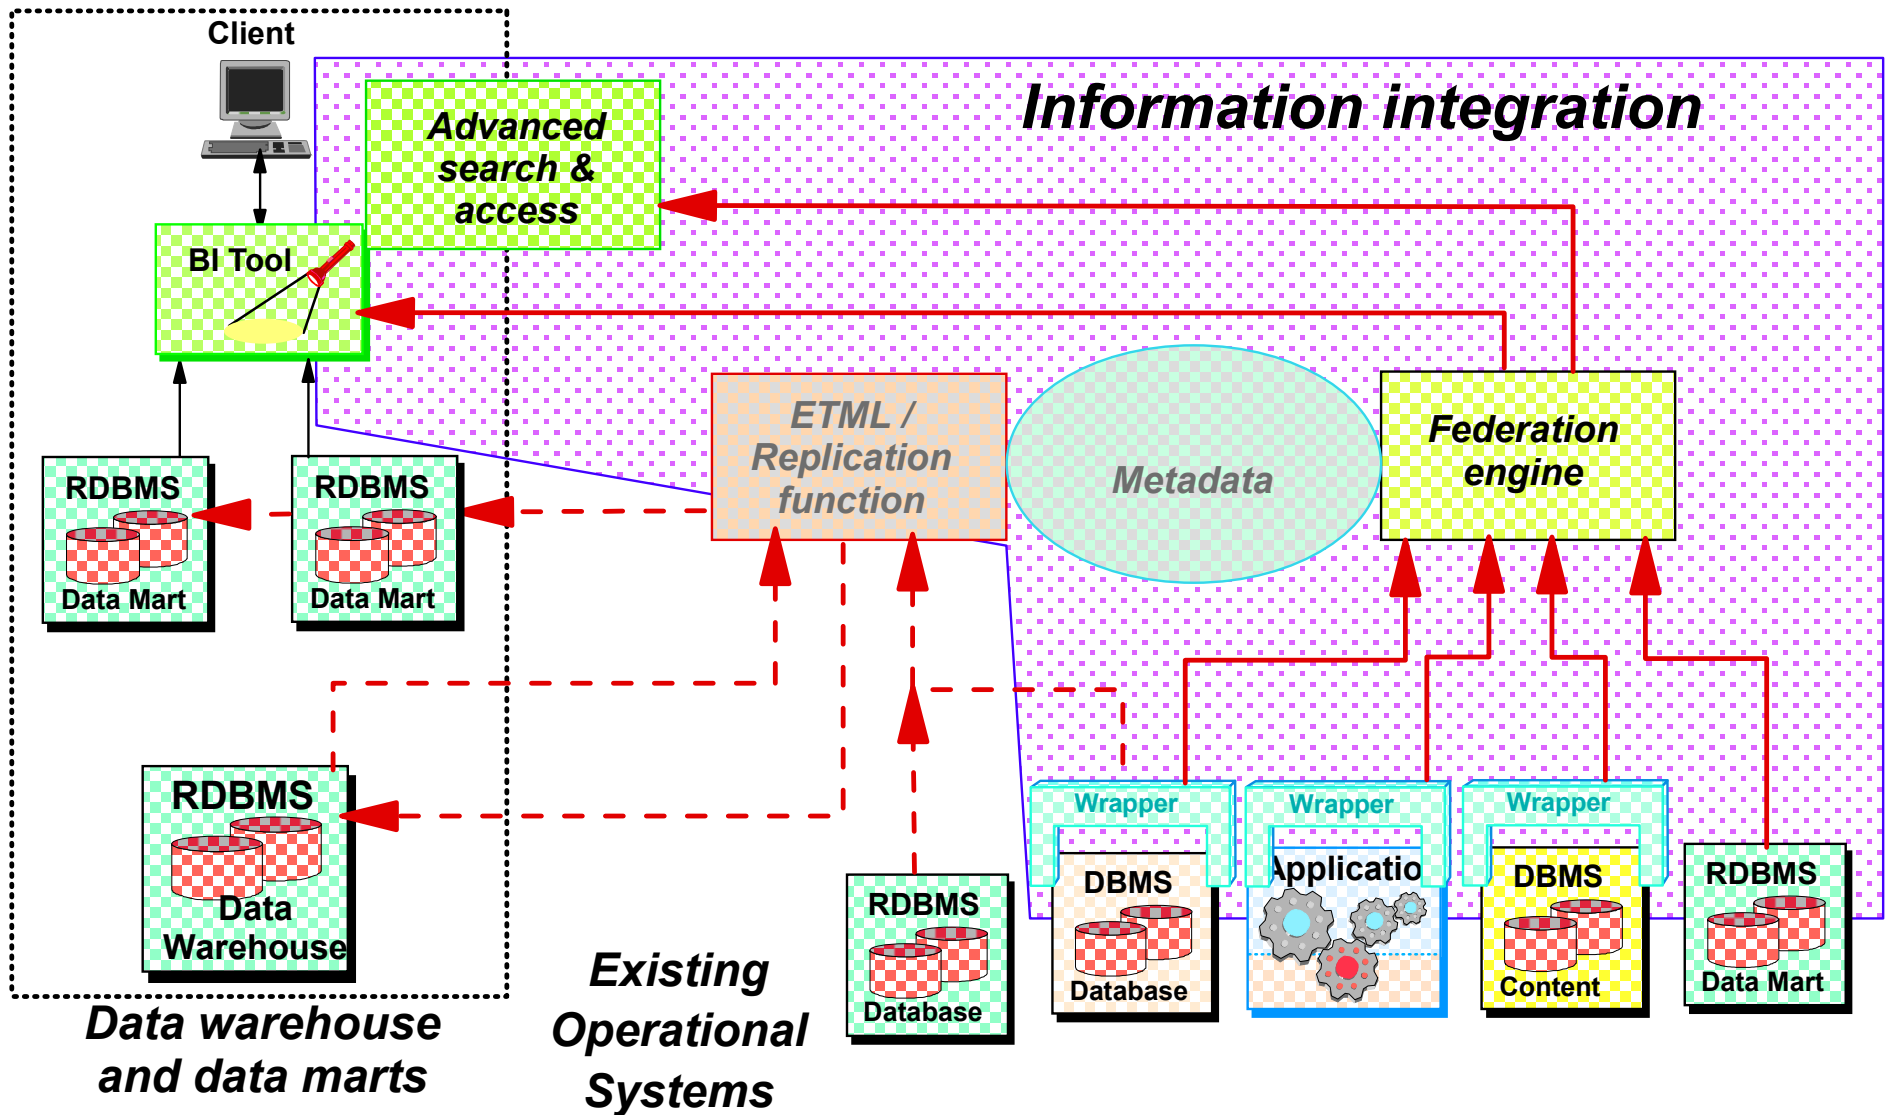 Client
Information integration
Advanced
search &
access
BI Tool
ETML /
Replication
function
Metadata
Federation
engine
RDBMS
Data Mart
RDBMS
Data Mart
RDBMS
Data
Warehouse
Data warehouse
and data marts
Existing
Operational
Systems
RDBMS
Database
Wrapper
DBMS
Database
Wrapper
Applicatio
Wrapper
DBMS
Content
RDBMS
Data Mart